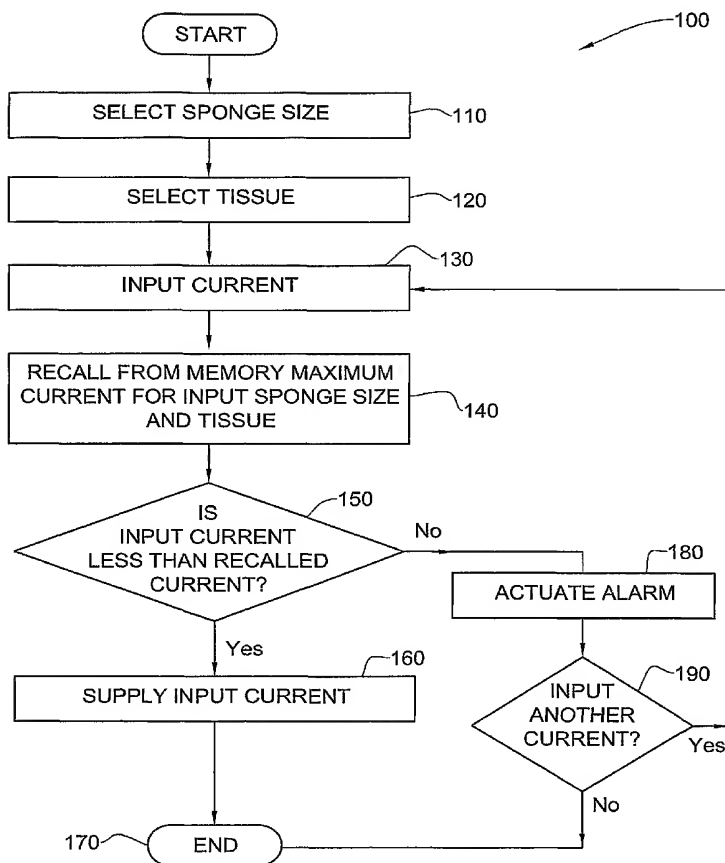 100
START
SELECT SPONGE SIZE
110
SELECT TISSUE
120
130
INPUT CURRENT
RECALL FROM MEMORY MAXIMUM
CURRENT FOR INPUT SPONGE SIZE
AND TISSUE
140
150
IS
INPUT CURRENT
LESS THAN RECALLED
CURRENT?
No
180
ACTUATE ALARM
Yes
160
SUPPLY INPUT CURRENT
190
INPUT
ANOTHER
CURRENT?
Yes
No
170
END